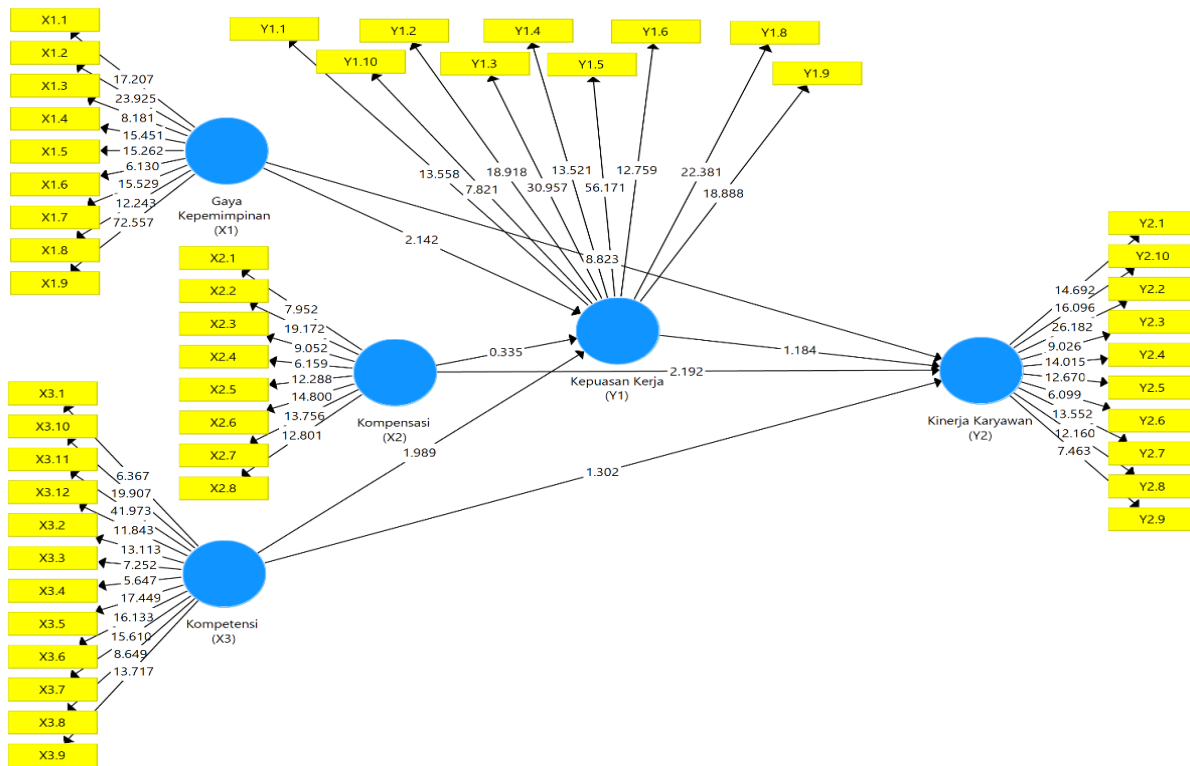 X1.1
X1.2
X1.3
X1.4
X1.5
X1.6
X1.7
X1.8
X1.9
17.207
23.925
8.181
15.451
15.262
6.130
15.529
12.243
72.557
Gaya
Kepemimpinan
(X1)
Y1.1
Y1.2
Y1.4
Y1.6
Y1.8
Y1.10
Y1.3
Y1.5
Y1.9
13.558
7.821
18.918
30.957
13.521
56.171
12.759
22.381
18.888
2.142
8.823
X2.1
X2.2
X2.3
X2.4
X2.5
X2.6
X2.7
X2.8
7.952
19.172
9.052
6.159
12.288
14.800
13.756
12.801
Kompensasi
(X2)
0.335
2.192
Kepuasan Kerja
(Y1)
1.184
1.989
1.302
X3.1
X3.10
X3.11
X3.12
X3.2
X3.3
X3.4
X3.5
X3.6
X3.7
X3.8
X3.9
6.367
19.907
41.973
11.843
13.113
7.252
5.647
17.449
16.133
15.610
8.649
13.717
Kompetensi
(X3)
Kinerja Karyawan
(Y2)
14.692
16.096
26.182
9.026
14.015
12.670
6.099
13.552
12.160
7.463
Y2.1
Y2.10
Y2.2
Y2.3
Y2.4
Y2.5
Y2.6
Y2.7
Y2.8
Y2.9